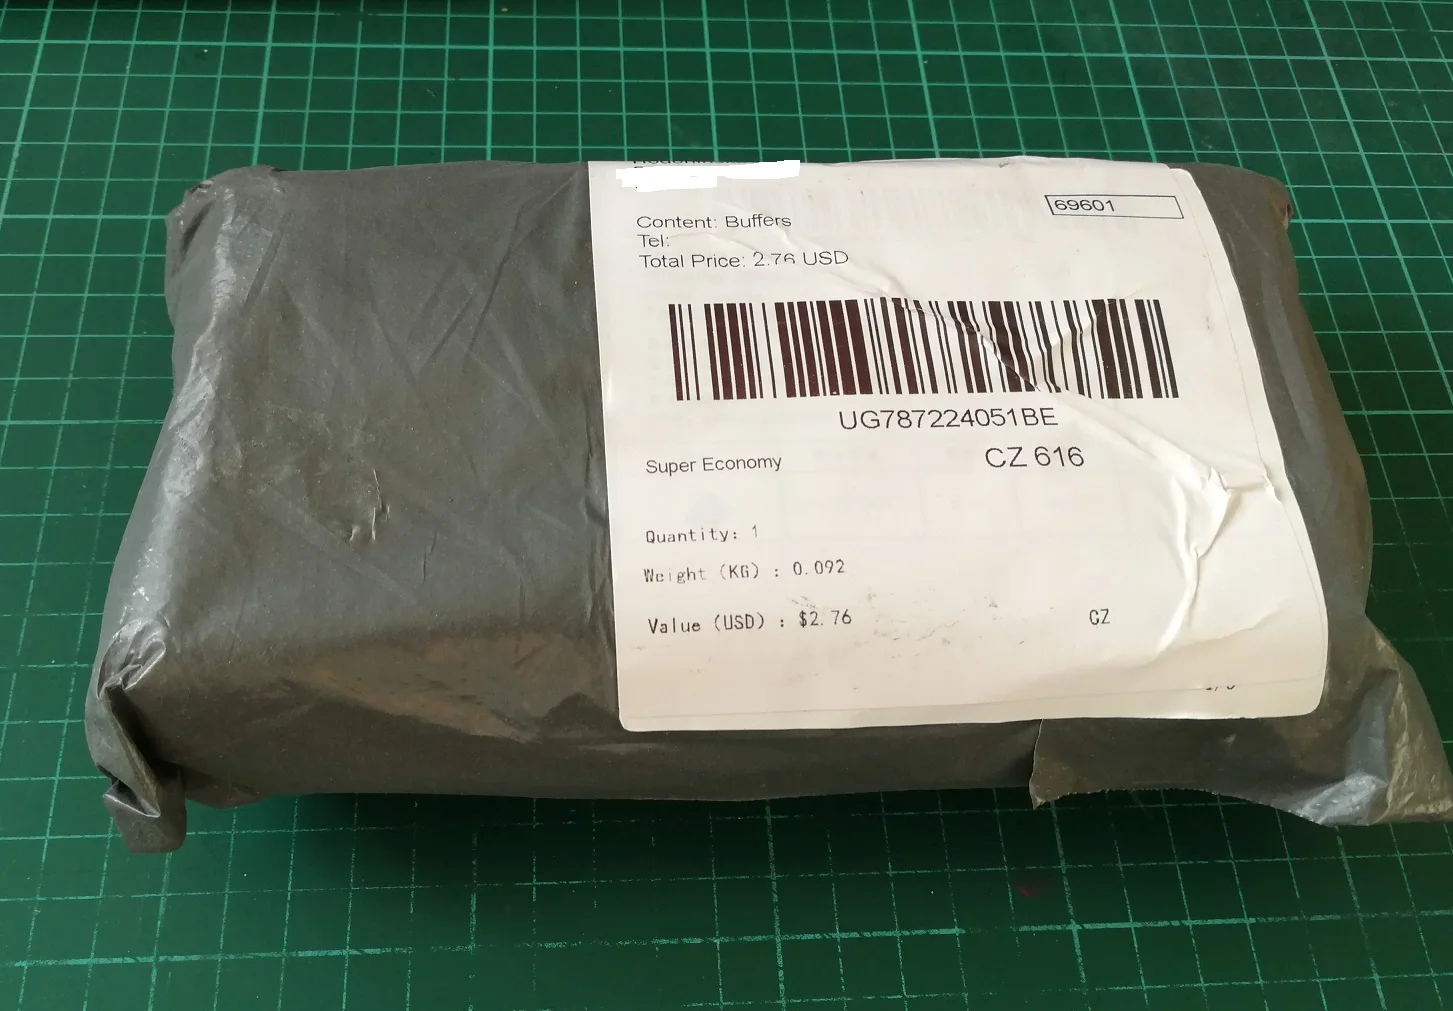 69601
Content: Buffers
Tel:
Total Price: 2.76 USD
UG787224051BE
Super Economy
CZ 616
Quantity: 1
Weight (KG) : 0.092
Value (USD) : $2.76
CZ